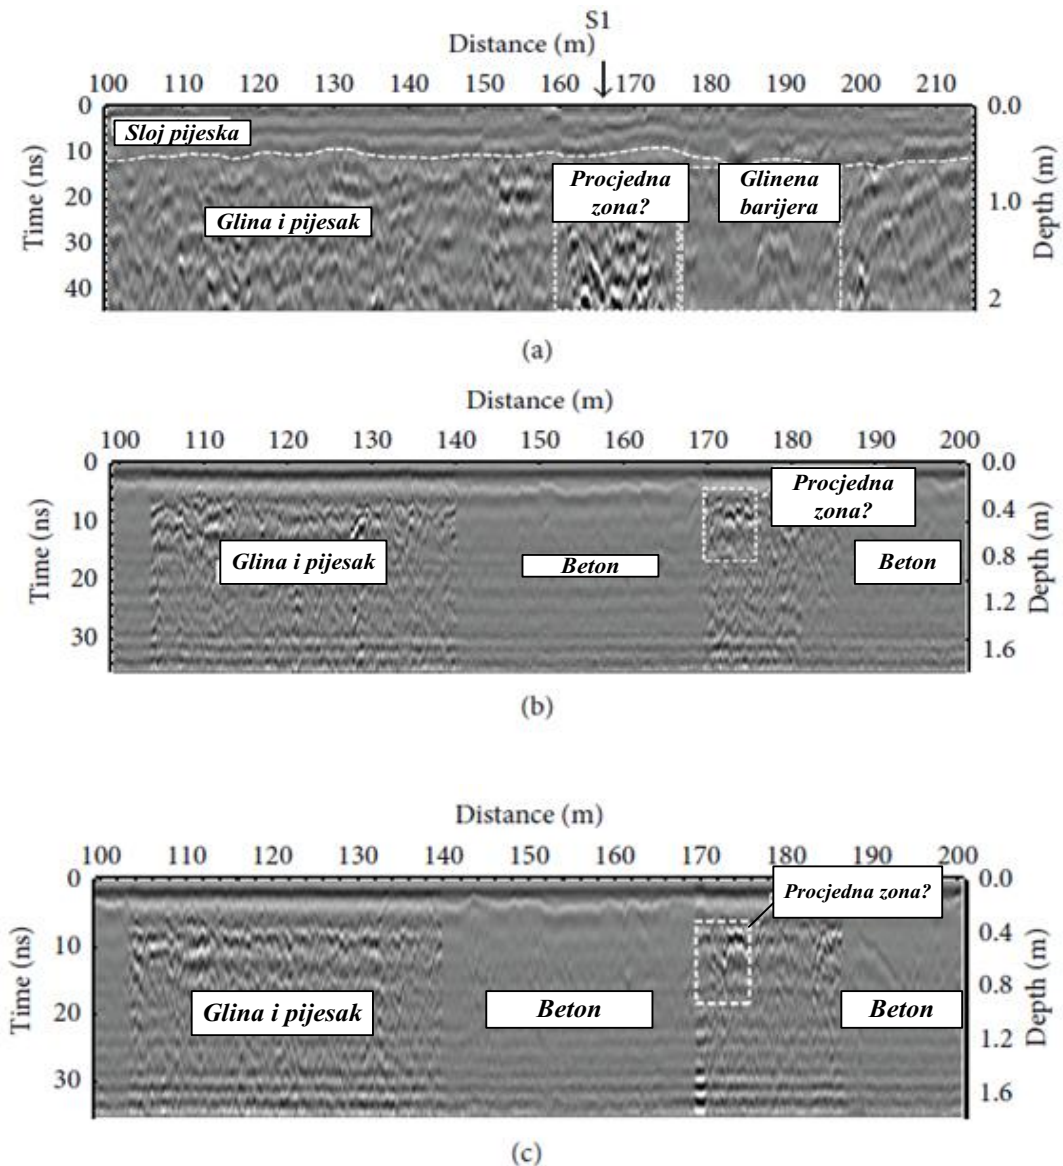 S1
Distance (m)
100 110 120 130 140 150 160 170 180 190 200 210
Time (ns)
0
10
20
30
40
Depth (m)
0.0
1.0
2
Sloj pijeska
Glina i pijesak
Procjedna
zona?
Glinena
barijera
(a)
Distance (m)
100 110 120 130 140 150 160 170 180 190 200
Time (ns)
0
10
20
30
Depth (m)
0.0
0.4
0.8
1.2
1.6
Procjedna
zona?
Glina i pijesak
Beton
Beton
(b)
Distance (m)
100 110 120 130 140 150 160 170 180 190 200
Time (ns)
0
10
20
30
Depth (m)
0.0
0.4
0.8
1.2
1.6
Procjedna zona?
Glina i pijesak
Beton
Beton
(c)